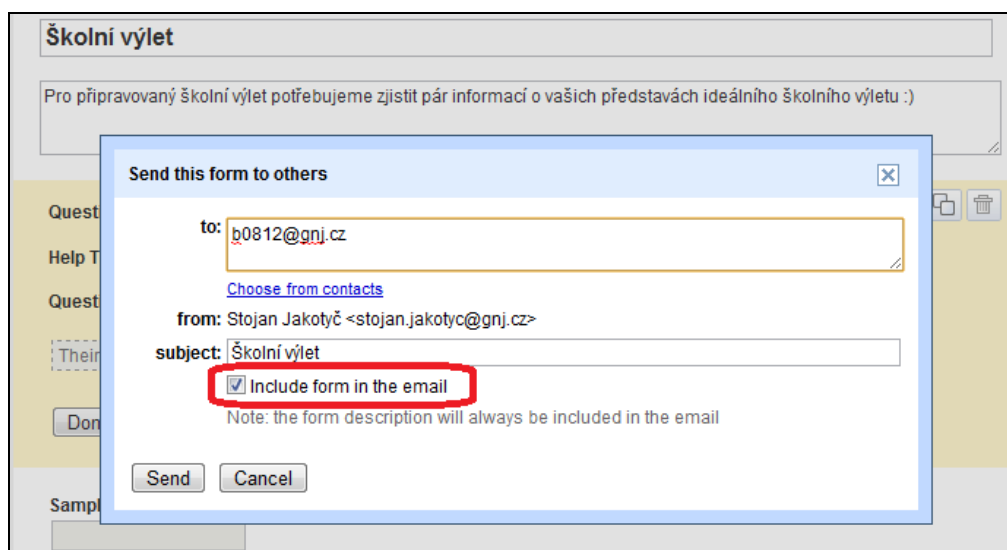 Školní výlet
Pro připravovaný školní výlet potřebujeme zjistit pár informací o vašich představách ideálního školního výletu :)
Send this form to others
Quest
to: b0812@gnj.cz
Help T
Choose from contacts
Quest
from: Stojan Jakotyč <stojan.jakotyc@gnj.cz>
subject: Školní výlet
Their
Include form in the email
Don
Note: the form description will always be included in the email
Send Cancel
Sampl